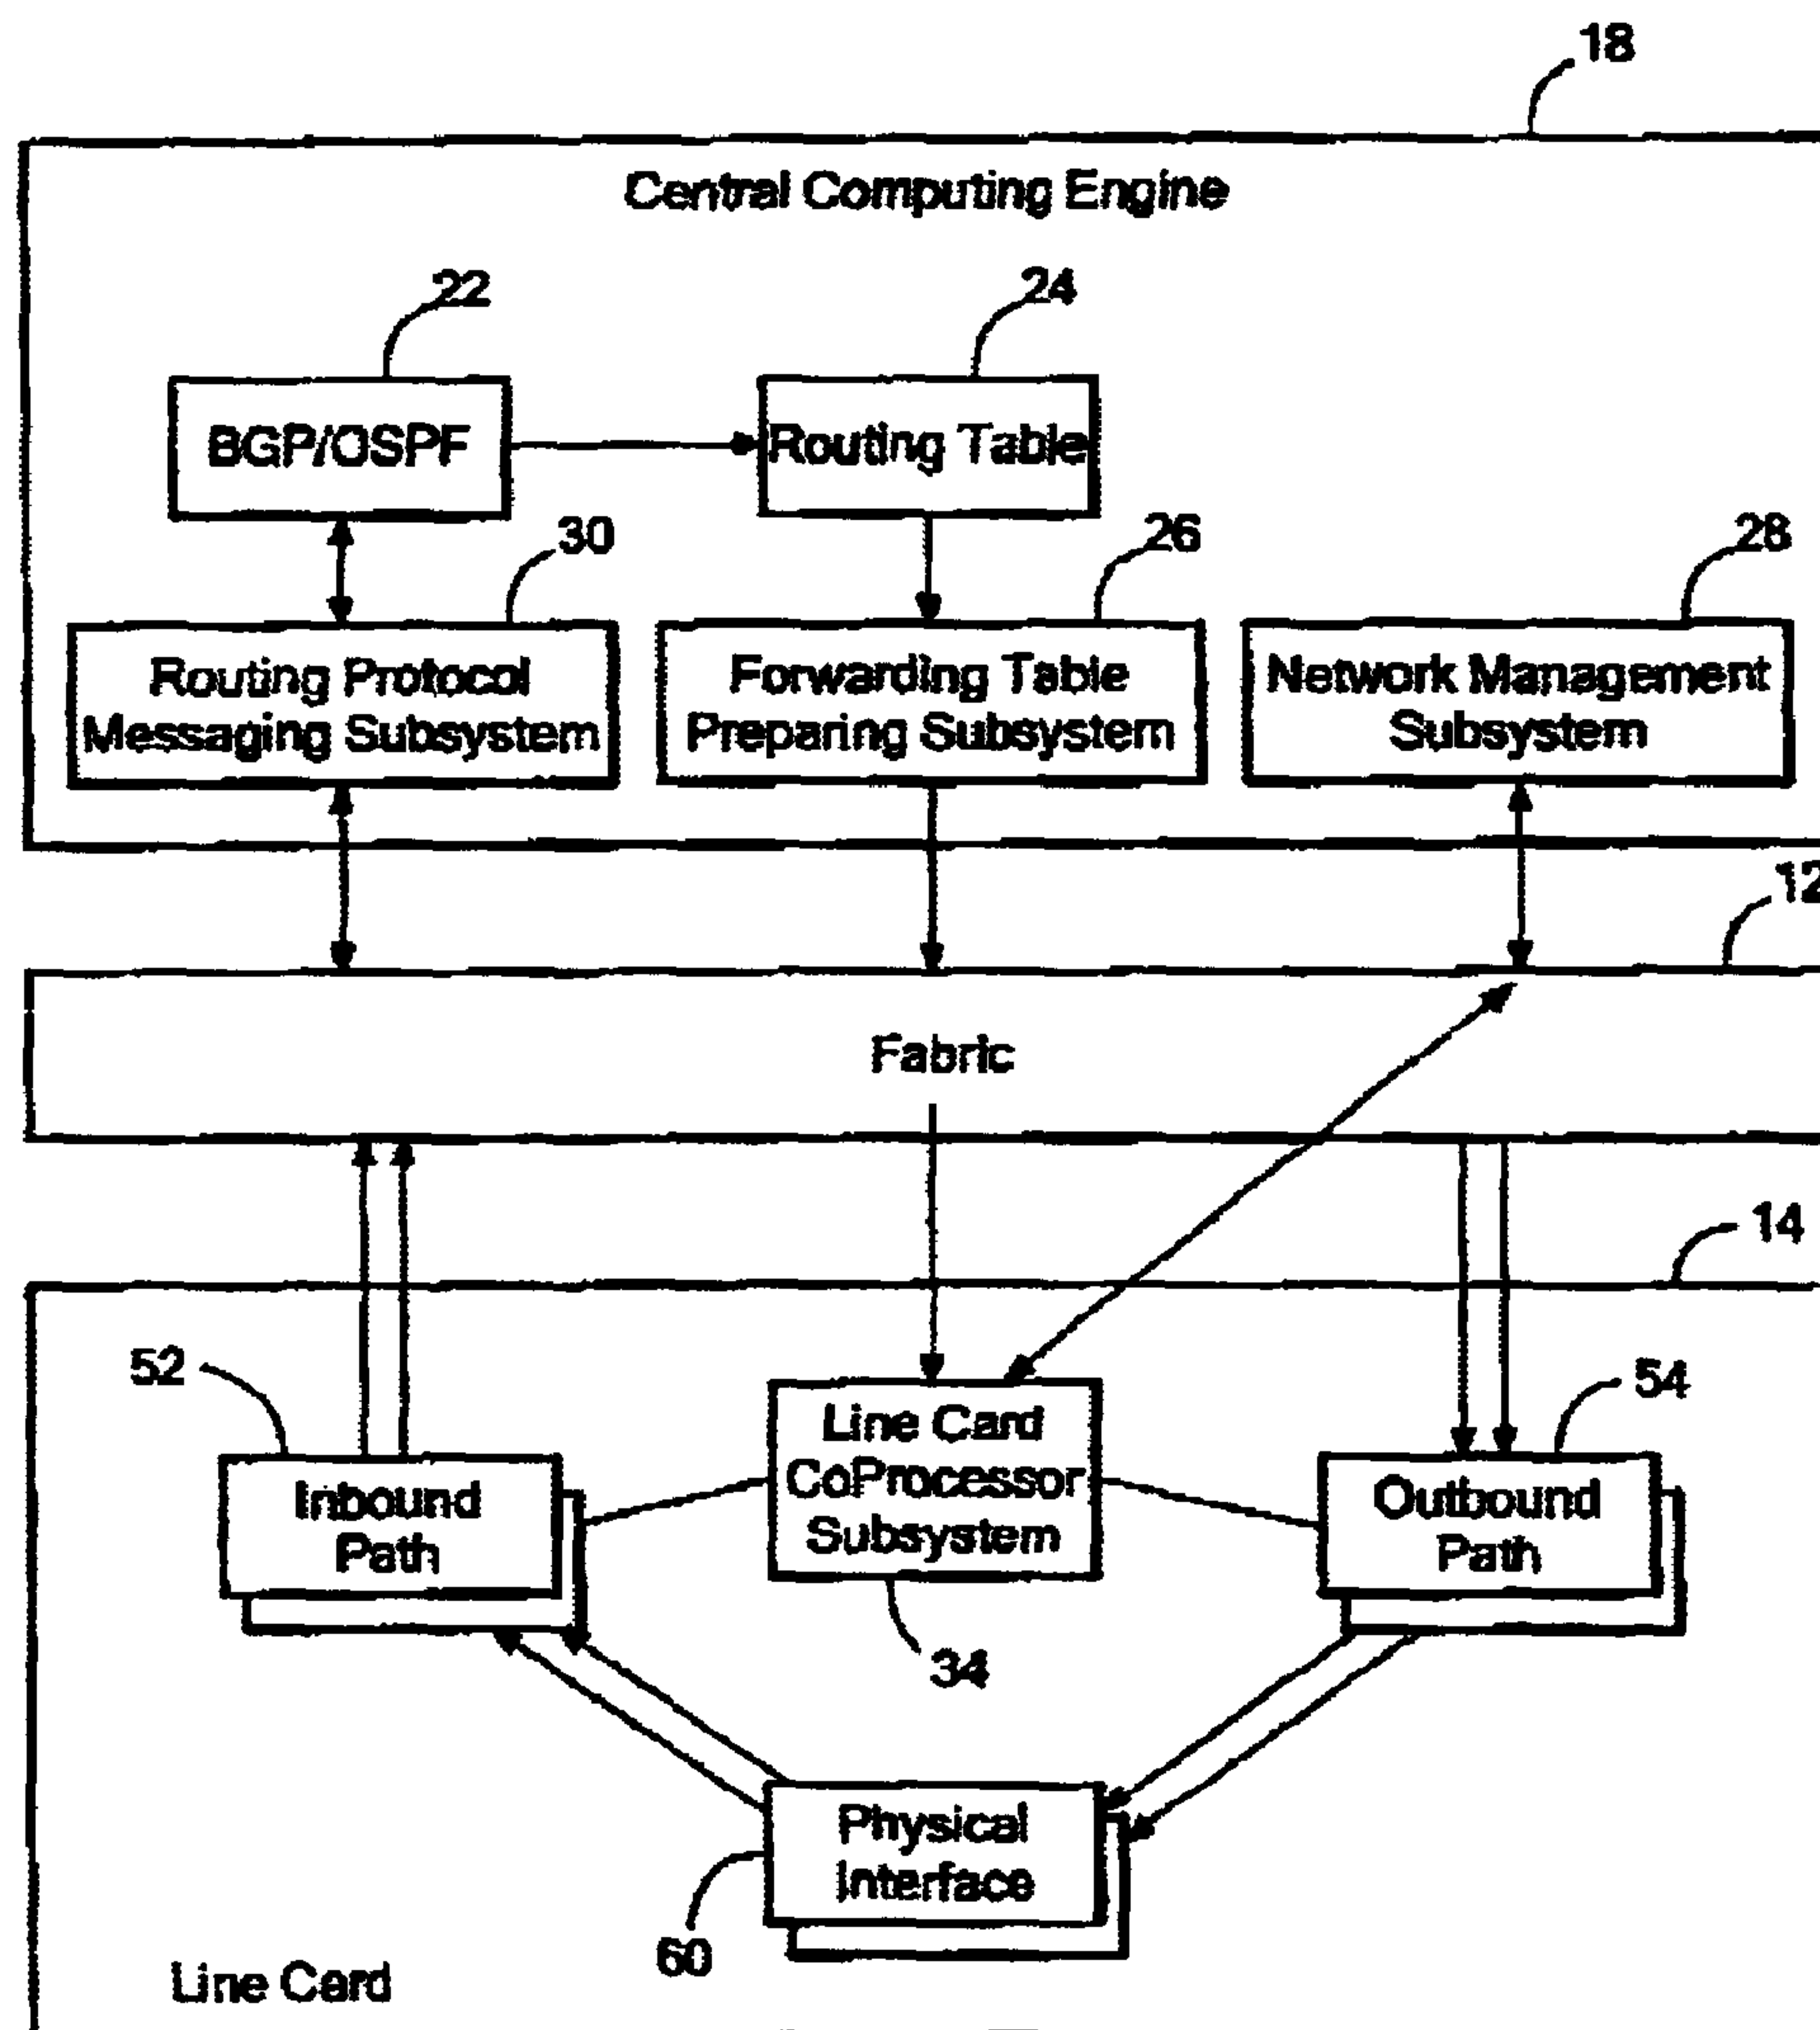 18
Central Computing Engine
22
24
BGP/OSPF
Routing Table
30
26
28
Routing Protocol
Messaging Subsystem
Forwarding Table
Preparing Subsystem
Network Management
Subsystem
12
Fabric
14
52
54
Inbound
Path
Line Card
CoProcessor
Subsystem
Outbound
Path
34
Physical
Interface
60
Line Card